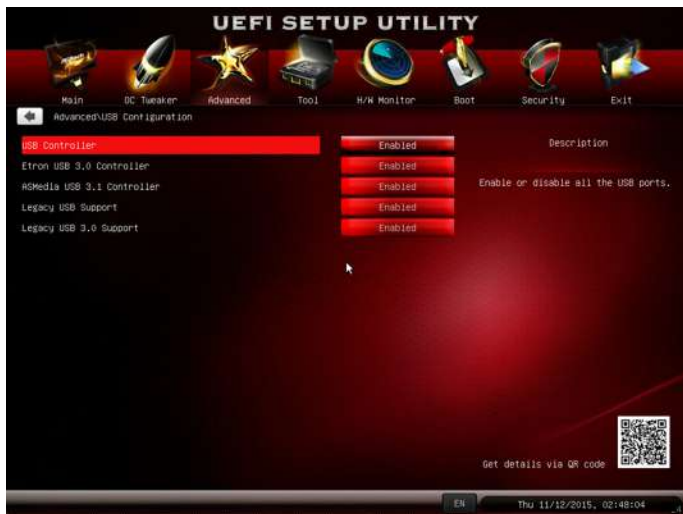 UEFI SETUP UTILITY
Main OC Tweaker Advanced Tool H/W Monitor Boot Security Exit
Advanced\USB Configuration
USB Controller Enabled
Description
Etron USB 3.0 Controller Enabled
ASMedia USB 3.1 Controller Enabled
Enable or disable all the USB ports.
Legacy USB Support Enabled
Legacy USB 3.0 Support Enabled
Get details via QR code
EN Thu 11/12/2015, 02:48:04